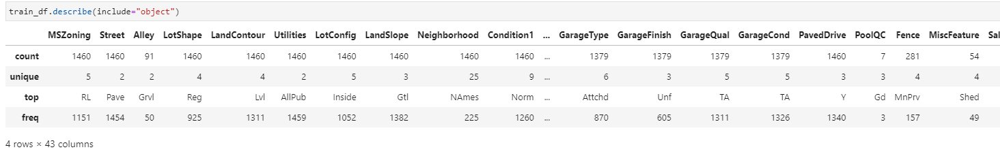 train_df.describe(include="object")
MSZoning Street Alley LotShape LandContour Utilities LotConfig LandSlope Neighborhood Condition1 ... GarageType GarageFinish GarageQual GarageCond PavedDrive PoolQC Fence MiscFeature Sal
count 1460 1460 91 1460 1460 1460 1460 1460 1460 1460 ... 1379 1379 1379 1379 1460 7 281 54
unique 5 2 2 4 4 2 5 3 25 9 ... 6 3 5 5 3 3 4 4
top RL Pave Grvl Reg Lvl AllPub Inside Gtl NAmes Norm ... Attchd Unf TA TA Y Gd MnPrv Shed
freq 1151 1454 50 925 1311 1459 1052 1382 225 1260 ... 870 605 1311 1326 1340 3 157 49
4 rows × 43 columns